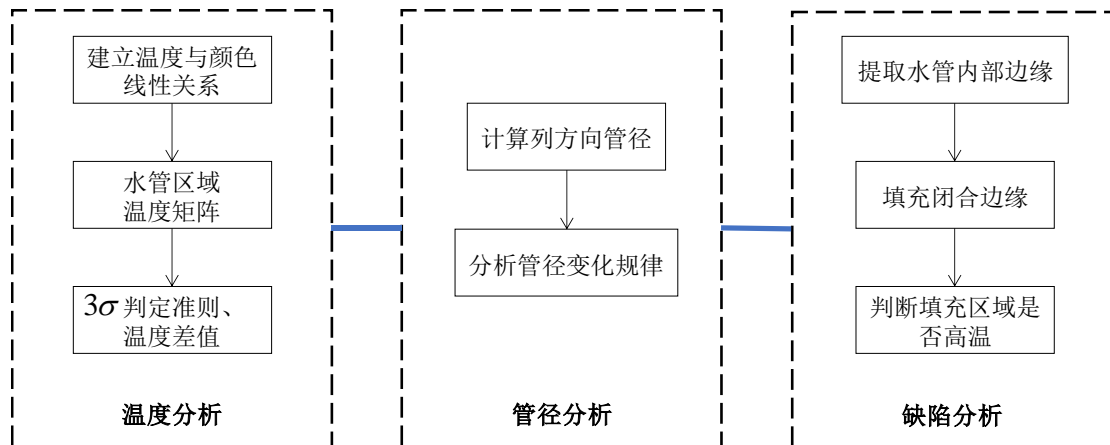 建立温度与颜色
线性关系
水管区域
温度矩阵
3σ 判定准则、
温度差值
温度分析
计算列方向管径
分析管径变化规律
管径分析
提取水管内部边缘
填充闭合边缘
判断填充区域是
否高温
缺陷分析